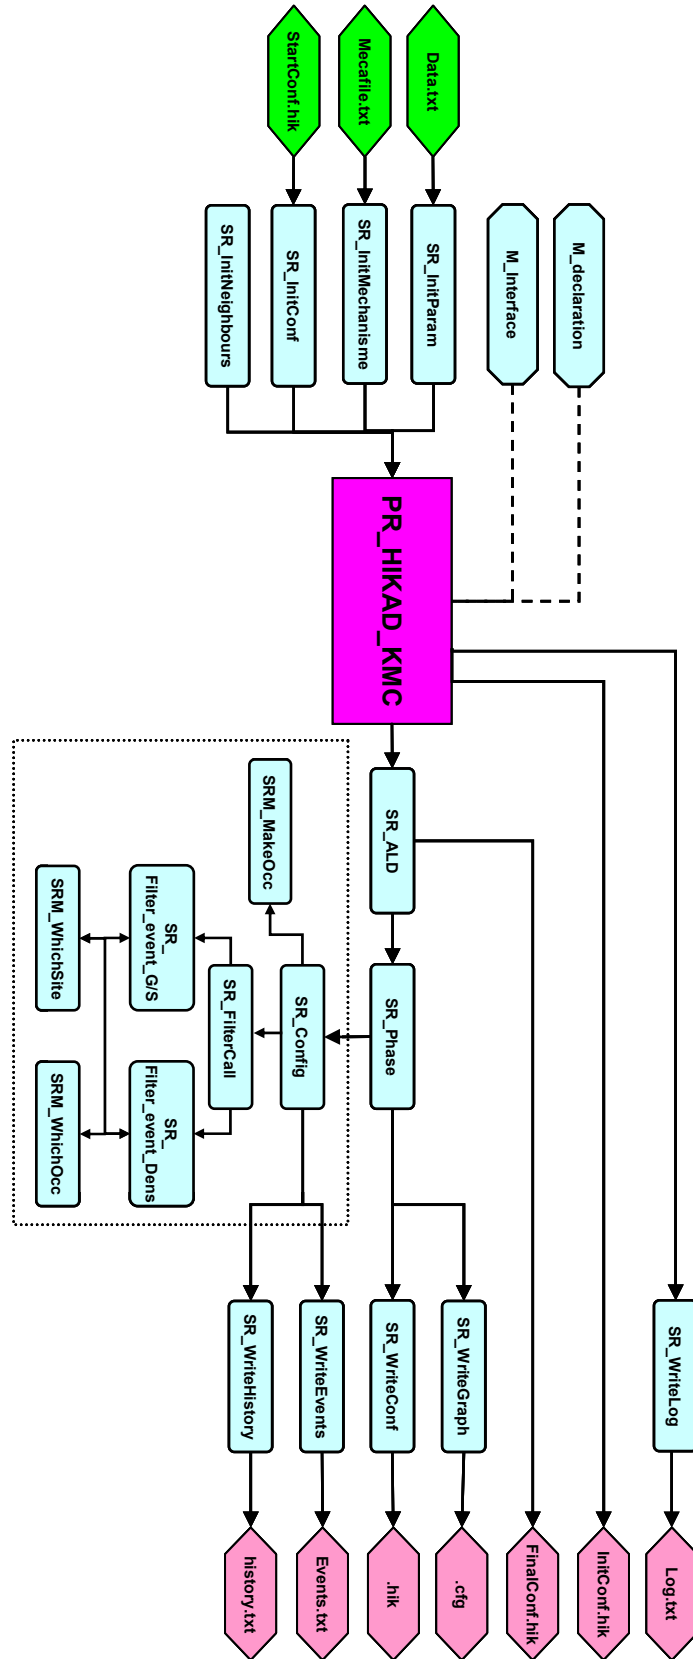 M_declaration
M_Interface
Data.txt
SR_InitParam
Mecafile.txt
SR_InitMechanisme
StartConf.hik
SR_InitConf
SR_InitNeighbours
PR_HIKAD_KMC
SR_ALD
SR_Phase
SRM_MakeOcc
SR_Config
SR_FilterCall
SR_
Filter_event_G/S
SR_
Filter_event_Dens
SRM_WhichSite
SRM_WhichOcc
SR_WriteLog
Log.txt
InitConf.hik
FinalConf.hik
SR_WriteGraph
.cfg
SR_WriteConf
.hik
SR_WriteEvents
Events.txt
SR_WriteHistory
history.txt